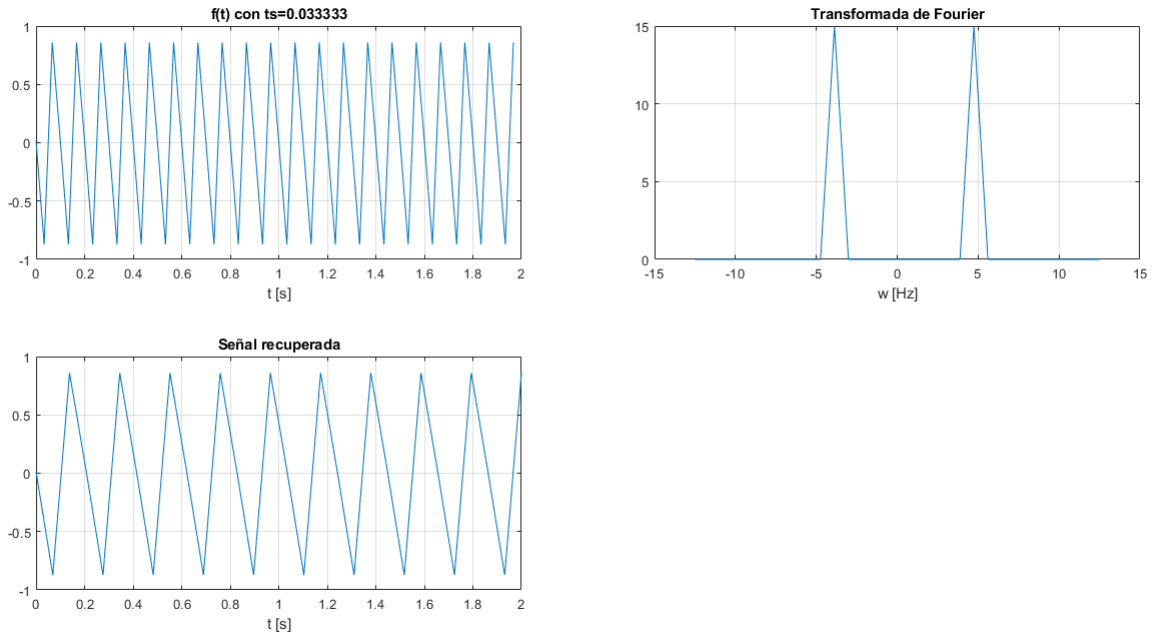 f(t) con ts=0.033333
1
0.5
0
-0.5
-1
0 0.2 0.4 0.6 0.8 1 1.2 1.4 1.6 1.8 2
t [s]
Transformada de Fourier
15
10
5
0
-15 -10 -5 0 5 10 15
w [Hz]
Señal recuperada
1
0.5
0
-0.5
-1
0 0.2 0.4 0.6 0.8 1 1.2 1.4 1.6 1.8 2
t [s]